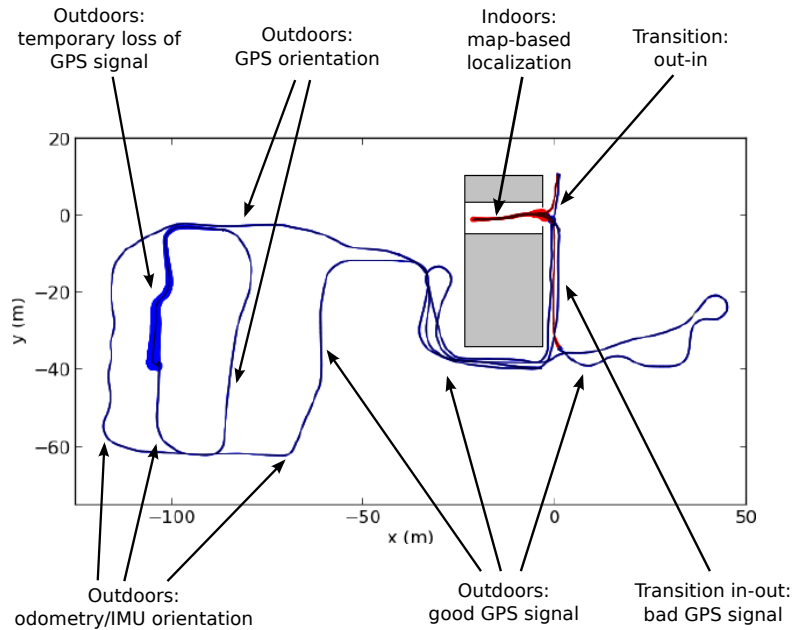 Outdoors:
temporary loss of
GPS signal
Outdoors:
GPS orientation
Indoors:
map-based
localization
Transition:
out-in
20
0
−20
−40
−60
y (m)
−100
−50
0
50
x (m)
Outdoors:
odometry/IMU orientation
Outdoors:
good GPS signal
Transition in-out:
bad GPS signal